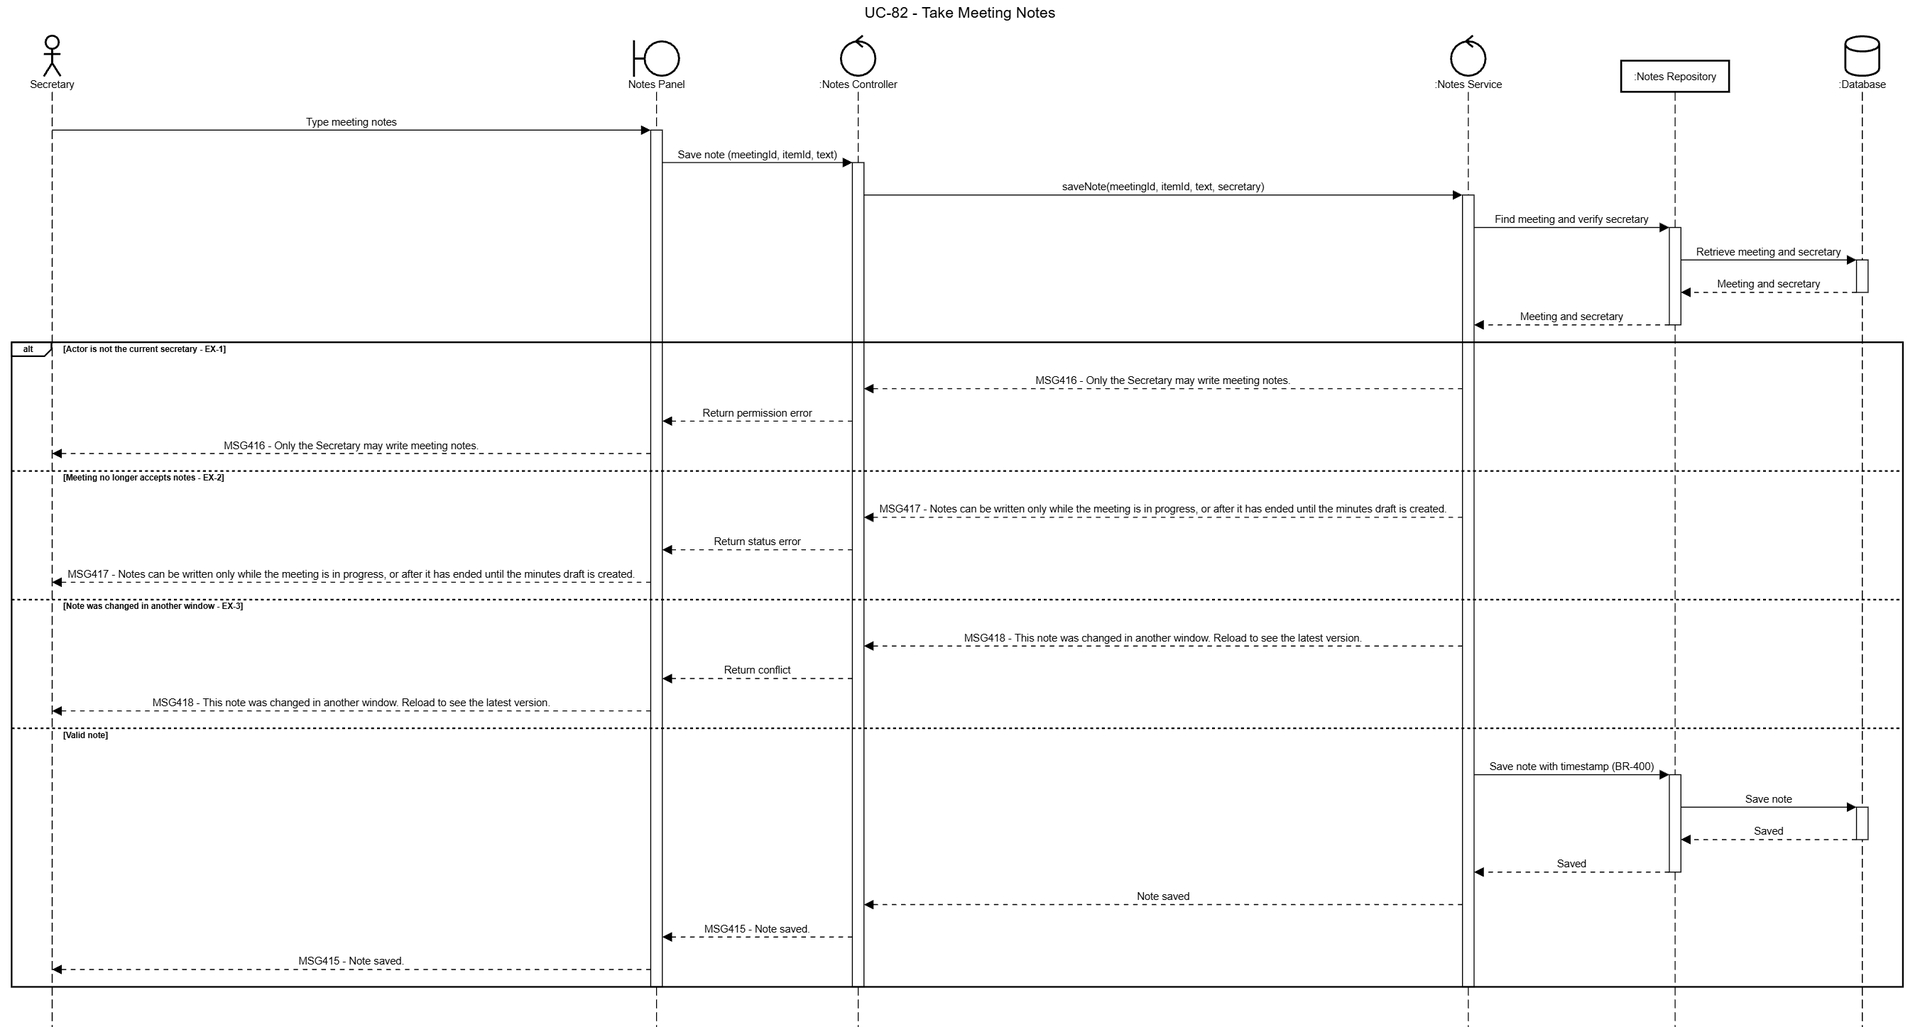 UC-82 - Take Meeting Notes
Secretary
Notes Panel
:Notes Controller
:Notes Service
:Notes Repository
:Database
Type meeting notes
Save note (meetingId, itemId, text)
saveNote(meetingId, itemId, text, secretary)
Find meeting and verify secretary
Retrieve meeting and secretary
Meeting and secretary
Meeting and secretary
alt
[Actor is not the current secretary - EX-1]
MSG416 - Only the Secretary may write meeting notes.
Return permission error
MSG416 - Only the Secretary may write meeting notes.
[Meeting no longer accepts notes - EX-2]
MSG417 - Notes can be written only while the meeting is in progress, or after it has ended until the minutes draft is created.
Return status error
MSG417 - Notes can be written only while the meeting is in progress, or after it has ended until the minutes draft is created.
[Note was changed in another window - EX-3]
MSG418 - This note was changed in another window. Reload to see the latest version.
Return conflict
MSG418 - This note was changed in another window. Reload to see the latest version.
[Valid note]
Save note with timestamp (BR-400)
Save note
Saved
Saved
Note saved
MSG415 - Note saved.
MSG415 - Note saved.